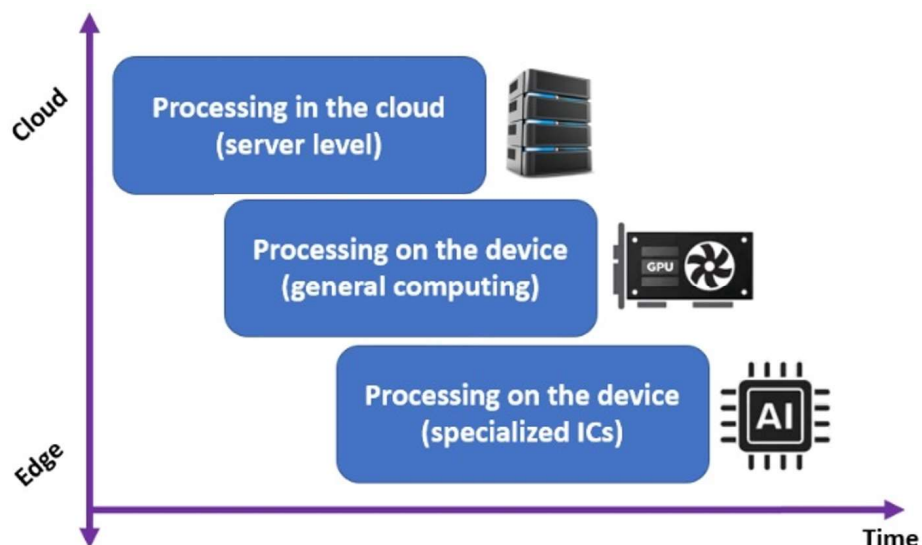 Cloud
Processing in the cloud
(server level)
Processing on the device
(general computing)
GPU
Processing on the device
(specialized ICs)
AI
Edge
Time